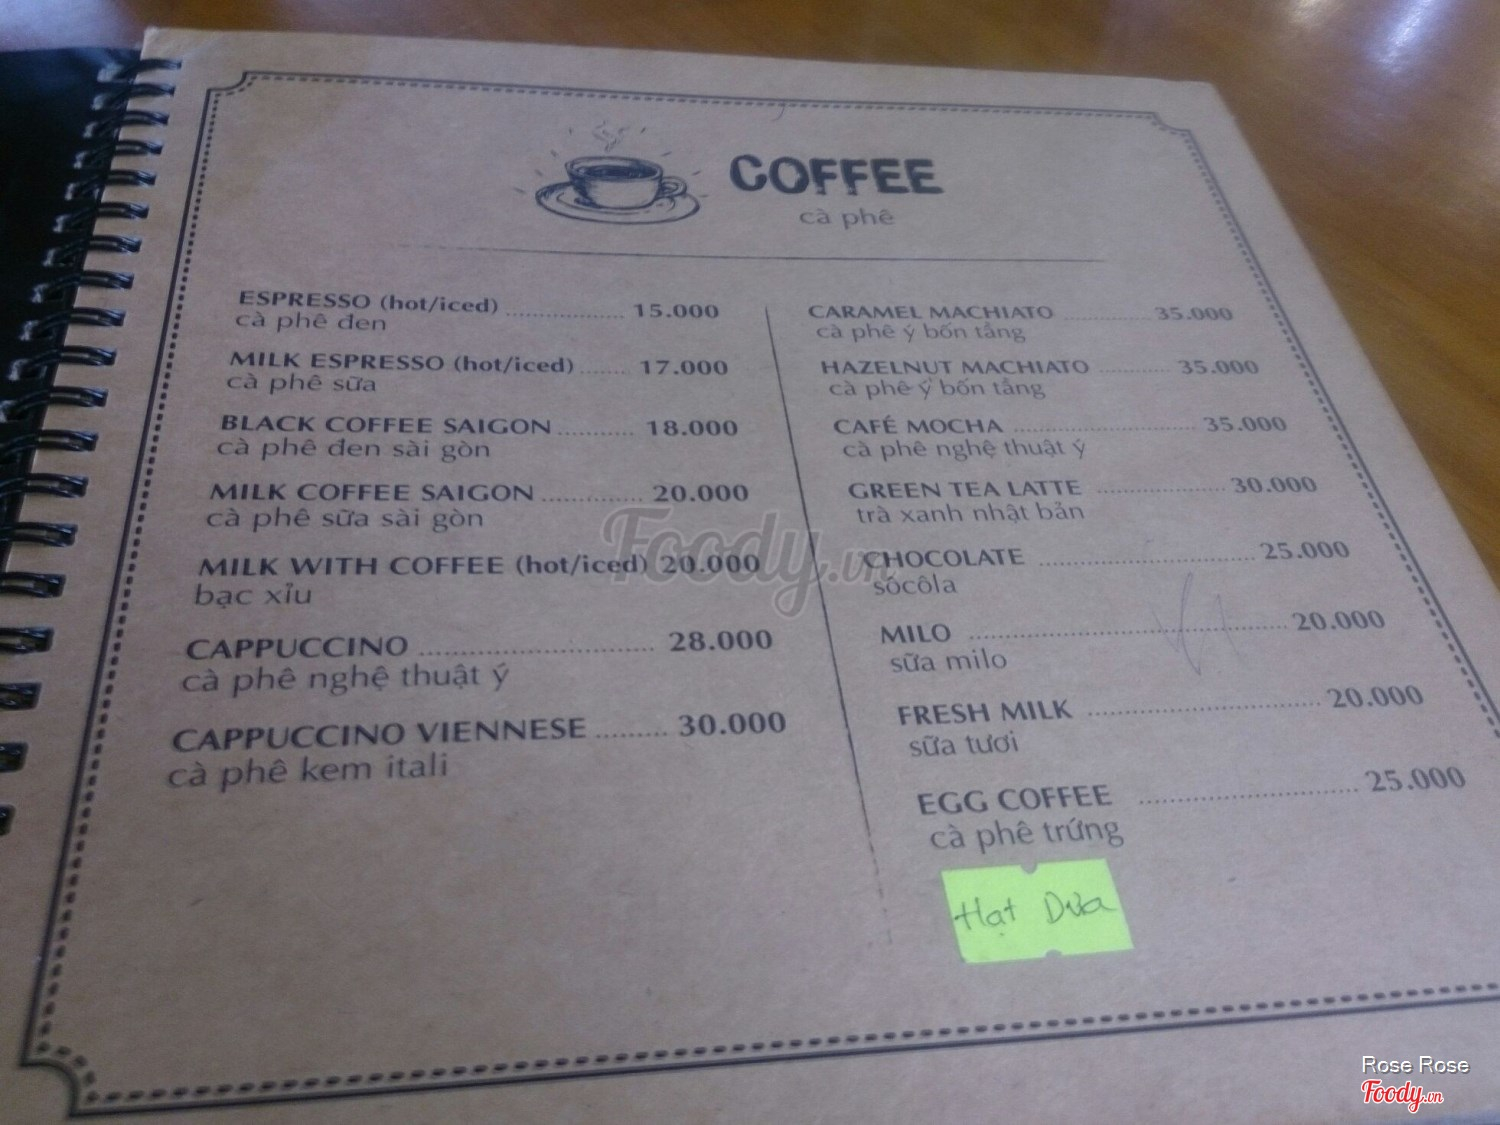 COFFEE
cà phê
ESPRESSO (hot/iced) ................... 15.000
cà phê đen
MILK ESPRESSO (hot/iced) ....... 17.000
cà phê sữa
BLACK COFFEE SAIGON ........... 18.000
cà phê đen sài gòn
MILK COFFEE SAIGON .............. 20.000
cà phê sữa sài gòn
MILK WITH COFFEE (hot/iced) 20.000
bạc xỉu
CAPPUCCINO ............................ 28.000
cà phê nghệ thuật ý
CAPPUCCINO VIENNESE ......... 30.000
cà phê kem itali
CARAMEL MACHIATO ............... 35.000
cà phê ý bốn tầng
HAZELNUT MACHIATO ............ 35.000
cà phê ý bốn tầng
CAFÉ MOCHA ............................ 35.000
cà phê nghệ thuật ý
GREEN TEA LATTE .................... 30.000
trà xanh nhật bản
CHOCOLATE ............................. 25.000
sôcôla
MILO ........................................ 20.000
sữa milo
FRESH MILK .............................. 20.000
sữa tươi
EGG COFFEE ............................ 25.000
cà phê trứng
Hạt Dưa
Foody.vn
Rose Rose
Foody.vn